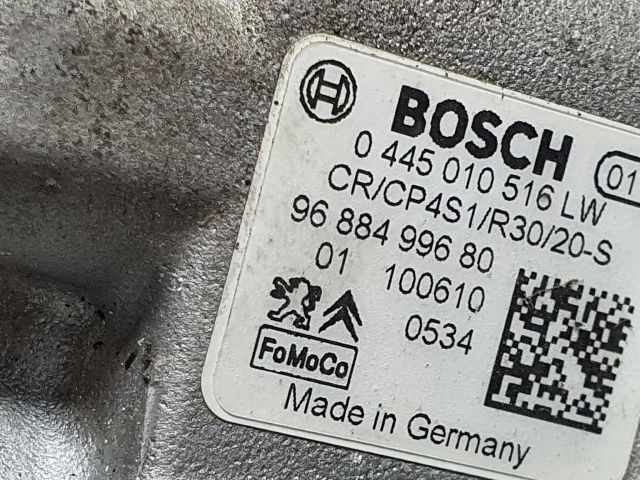 BOSCH
0 445 010 516 LW 01
CR/CP4S1/R30/20-S
96 884 996 80
01 100610
0534
FoMoCo
Made in Germany